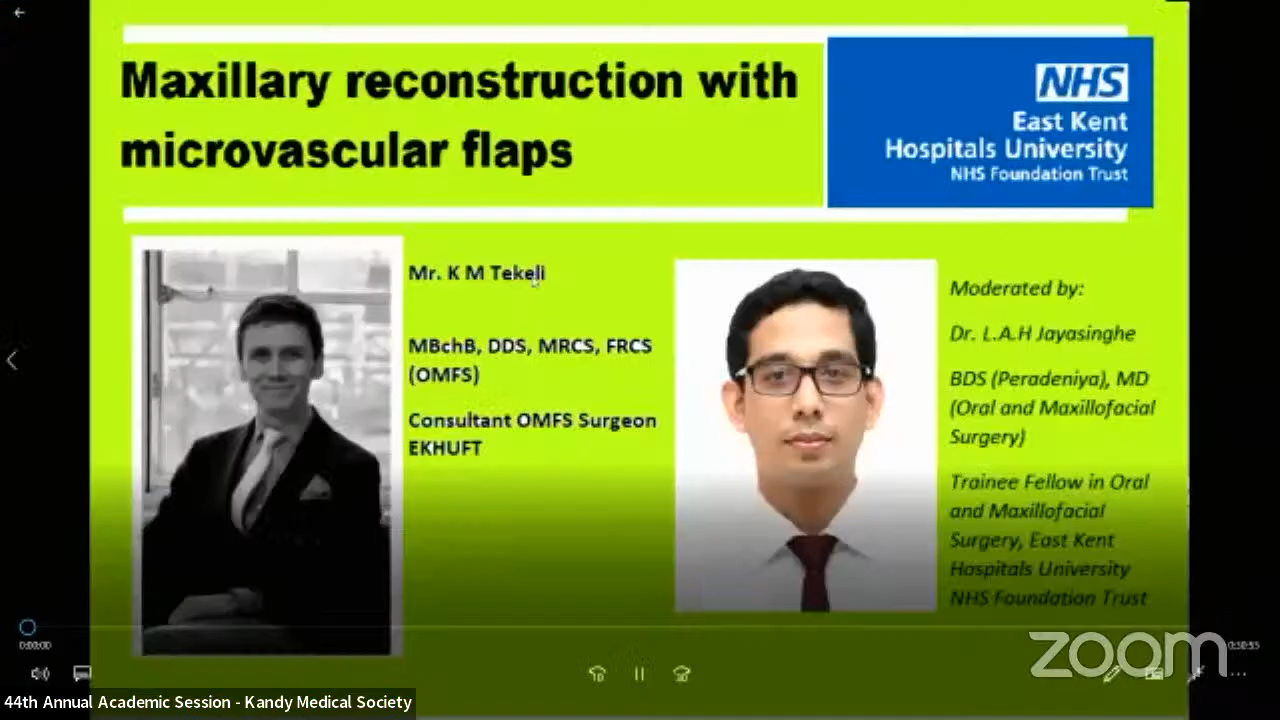 Maxillary reconstruction with
microvascular flaps
NHS
East Kent
Hospitals University
NHS Foundation Trust
Mr. K M Tekeli
MBchB, DDS, MRCS, FRCS
(OMFS)
Consultant OMFS Surgeon
EKHUFT
Moderated by:
Dr. L.A.H Jayasinghe
BDS (Peradeniya), MD
(Oral and Maxillofacial
Surgery)
Trainee Fellow in Oral
and Maxillofacial
Surgery, East Kent
Hospitals University
NHS Foundation Trust
0:00:00
zoom
44th Annual Academic Session - Kandy Medical Society